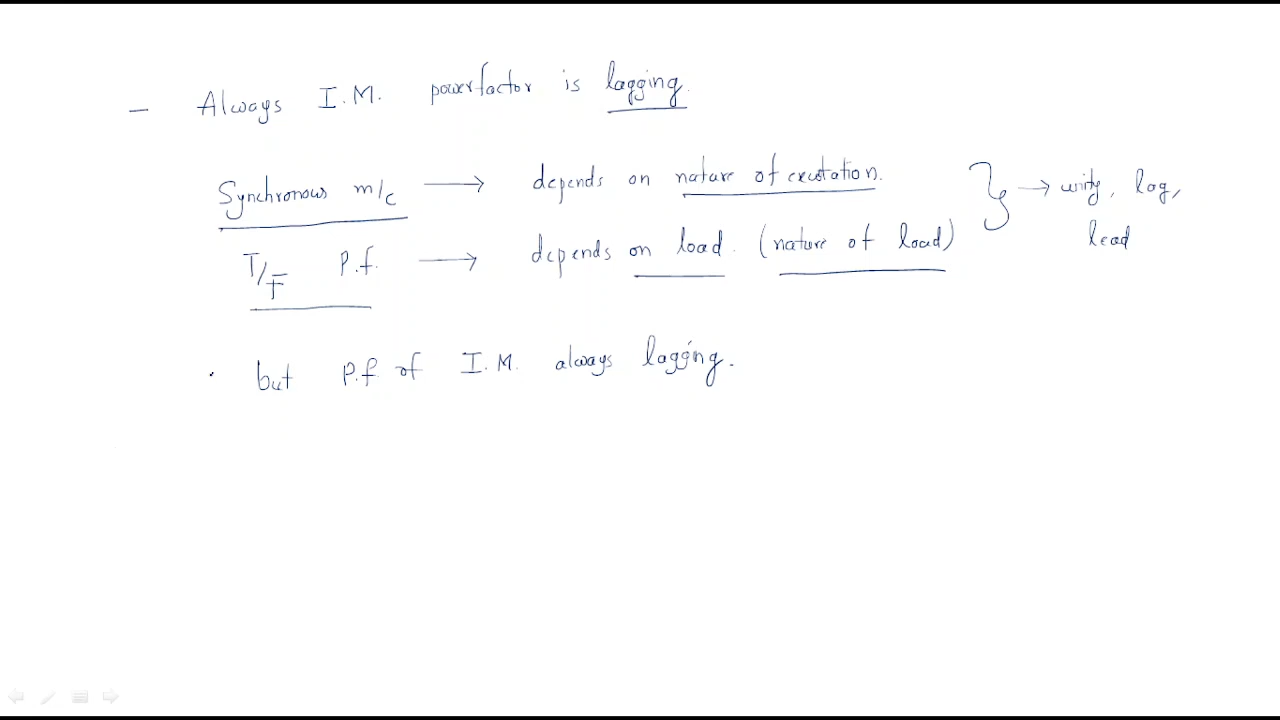 - Always I.M. powerfactor is lagging.
Synchronous m/c → depends on nature of excutation. } → unity, lag,
lead
T/F P.f. → depends on load. (nature of load)
but P.f of I.M. always lagging.